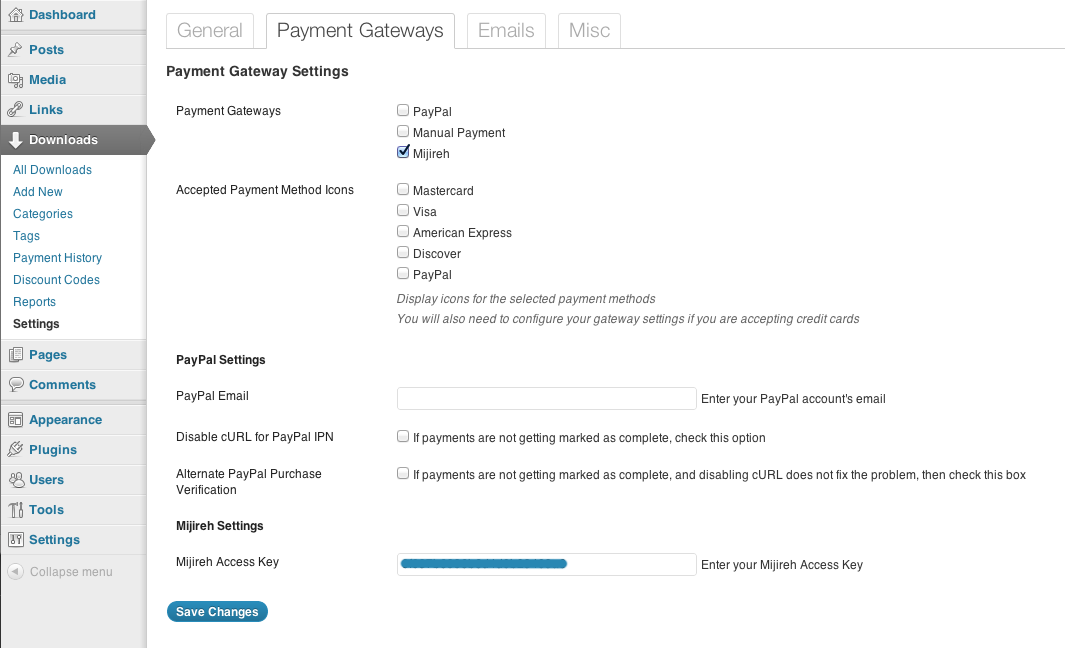 Dashboard
Posts
Media
Links
Downloads
All Downloads
Add New
Categories
Tags
Payment History
Discount Codes
Reports
Settings
Pages
Comments
Appearance
Plugins
Users
Tools
Settings
Collapse menu
General
Payment Gateways
Emails
Misc
Payment Gateway Settings
Payment Gateways
PayPal
Manual Payment
Mijireh
Accepted Payment Method Icons
Mastercard
Visa
American Express
Discover
PayPal
Display icons for the selected payment methods
You will also need to configure your gateway settings if you are accepting credit cards
PayPal Settings
PayPal Email
Enter your PayPal account's email
Disable cURL for PayPal IPN
If payments are not getting marked as complete, check this option
Alternate PayPal Purchase
Verification
If payments are not getting marked as complete, and disabling cURL does not fix the problem, then check this box
Mijireh Settings
Mijireh Access Key
Enter your Mijireh Access Key
Save Changes